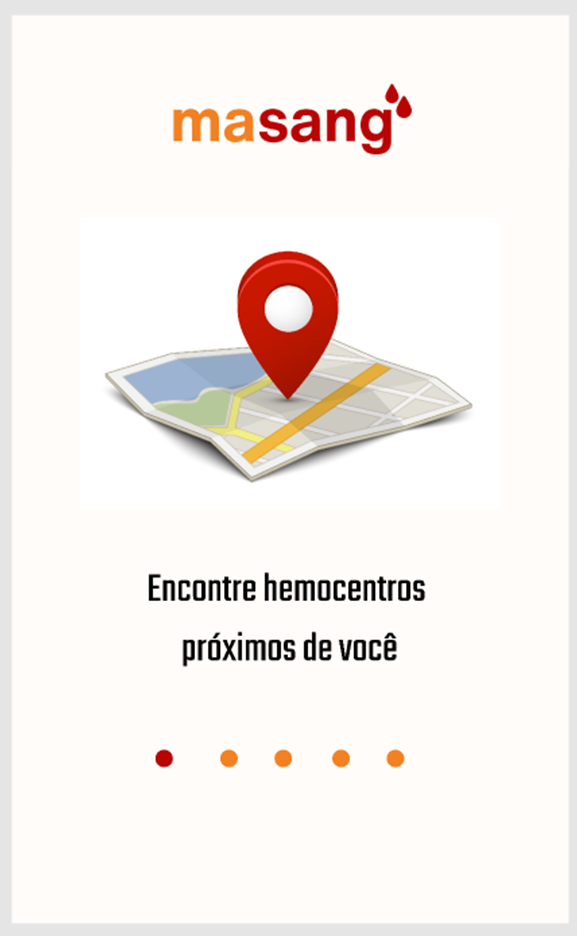 masang
Encontre hemocentros
próximos de você